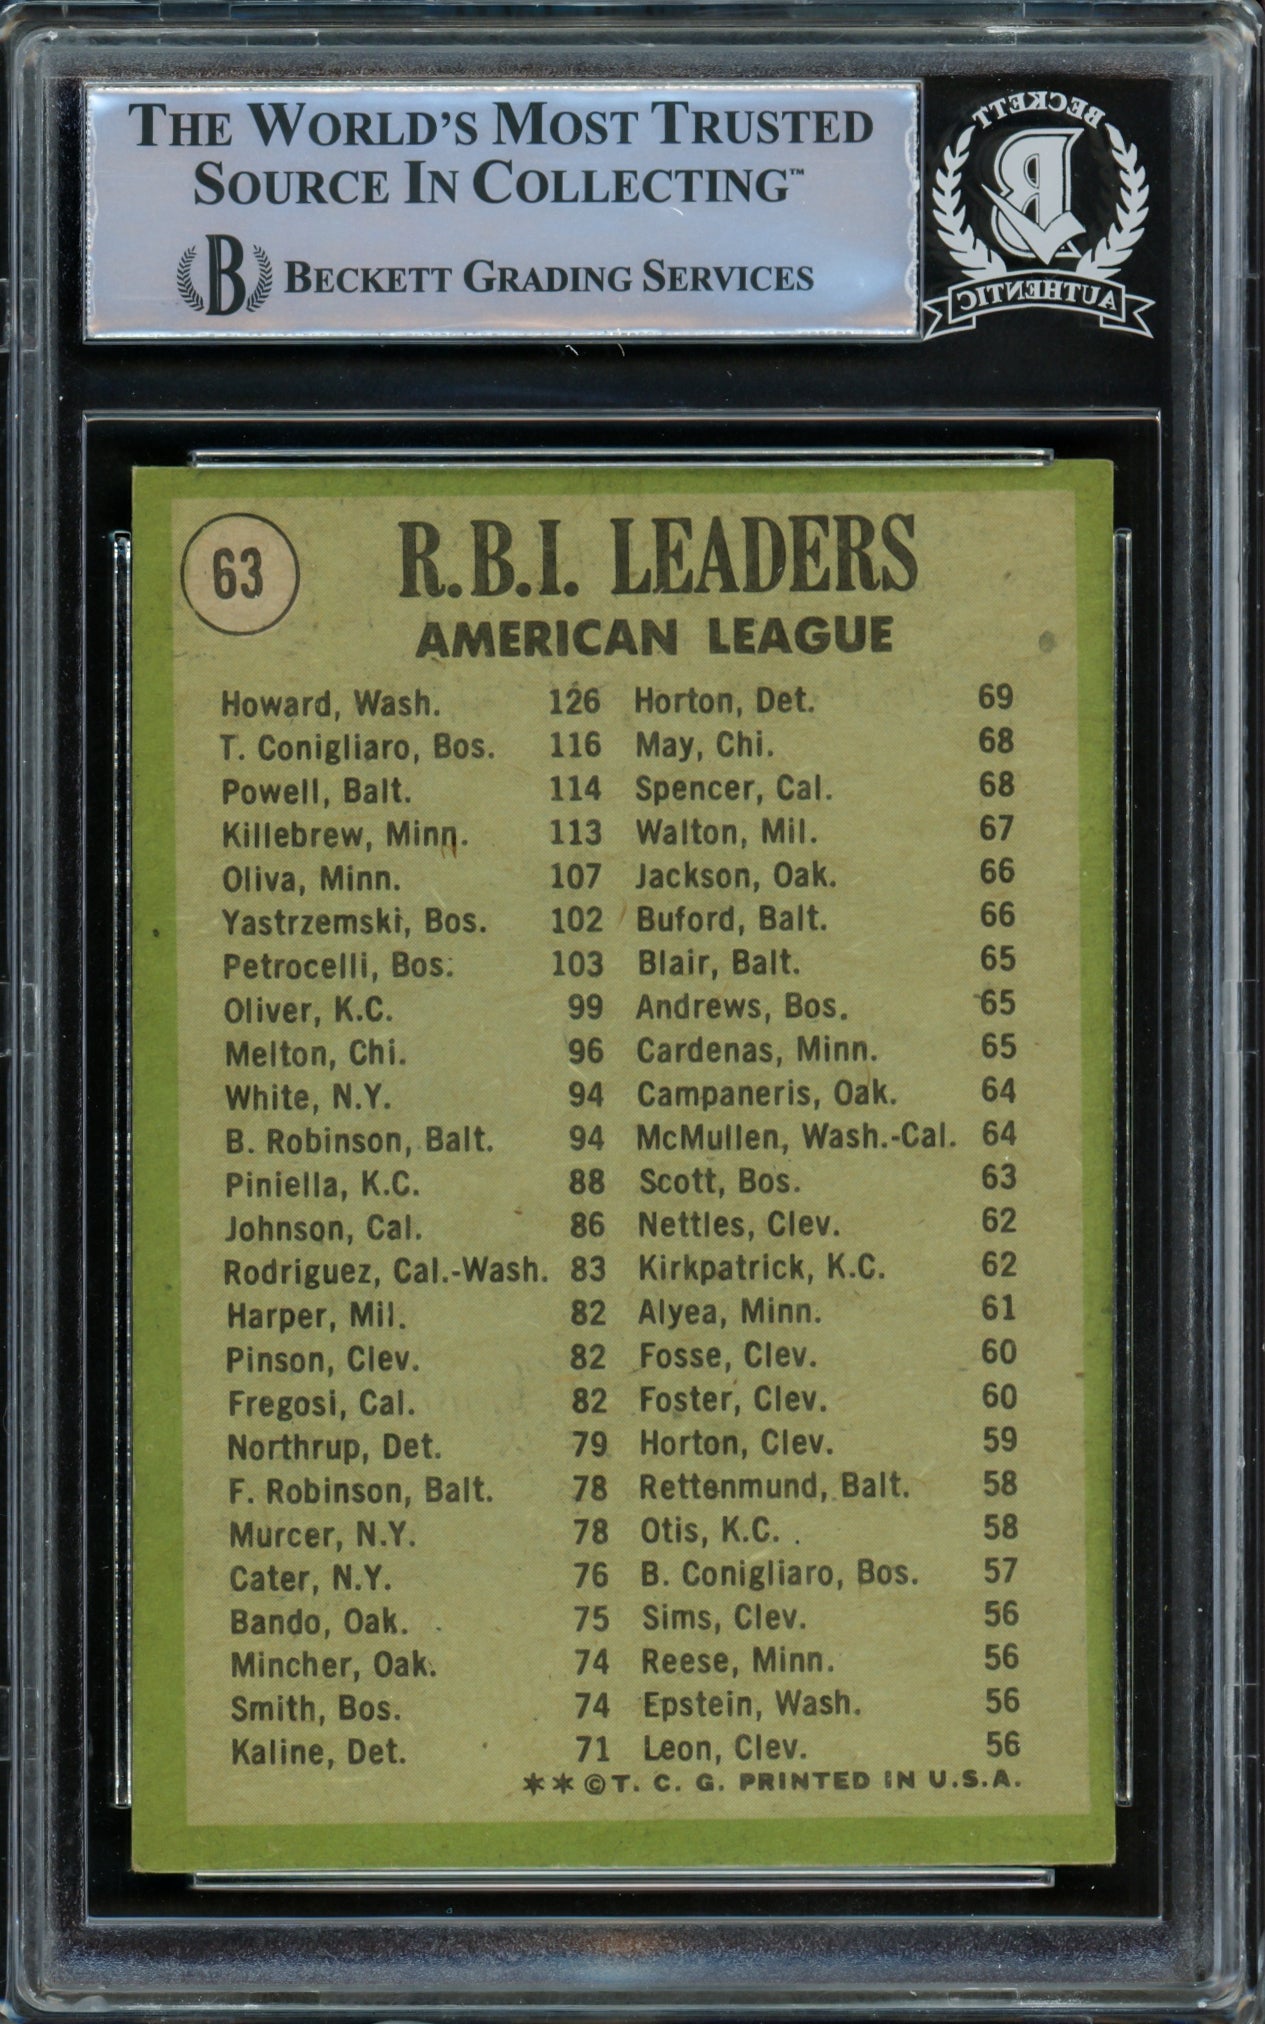 THE WORLD'S MOST TRUSTED
SOURCE IN COLLECTING™
B BECKETT GRADING SERVICES
BECKETT
B
AUTHENTIC
63
R.B.I. LEADERS
AMERICAN LEAGUE
Howard, Wash. 126 Horton, Det. 69
T. Conigliaro, Bos. 116 May, Chi. 68
Powell, Balt. 114 Spencer, Cal. 68
Killebrew, Minn. 113 Walton, Mil. 67
Oliva, Minn. 107 Jackson, Oak. 66
Yastrzemski, Bos. 102 Buford, Balt. 66
Petrocelli, Bos. 103 Blair, Balt. 65
Oliver, K.C. 99 Andrews, Bos. 65
Melton, Chi. 96 Cardenas, Minn. 65
White, N.Y. 94 Campaneris, Oak. 64
B. Robinson, Balt. 94 McMullen, Wash.-Cal. 64
Piniella, K.C. 88 Scott, Bos. 63
Johnson, Cal. 86 Nettles, Clev. 62
Rodriguez, Cal.-Wash. 83 Kirkpatrick, K.C. 62
Harper, Mil. 82 Alyea, Minn. 61
Pinson, Clev. 82 Fosse, Clev. 60
Fregosi, Cal. 82 Foster, Clev. 60
Northrup, Det. 79 Horton, Clev. 59
F. Robinson, Balt. 78 Rettenmund, Balt. 58
Murcer, N.Y. 78 Otis, K.C. 58
Cater, N.Y. 76 B. Conigliaro, Bos. 57
Bando, Oak. 75 Sims, Clev. 56
Mincher, Oak. 74 Reese, Minn. 56
Smith, Bos. 74 Epstein, Wash. 56
Kaline, Det. 71 Leon, Clev. 56
**©T. C. G. PRINTED IN U.S.A.